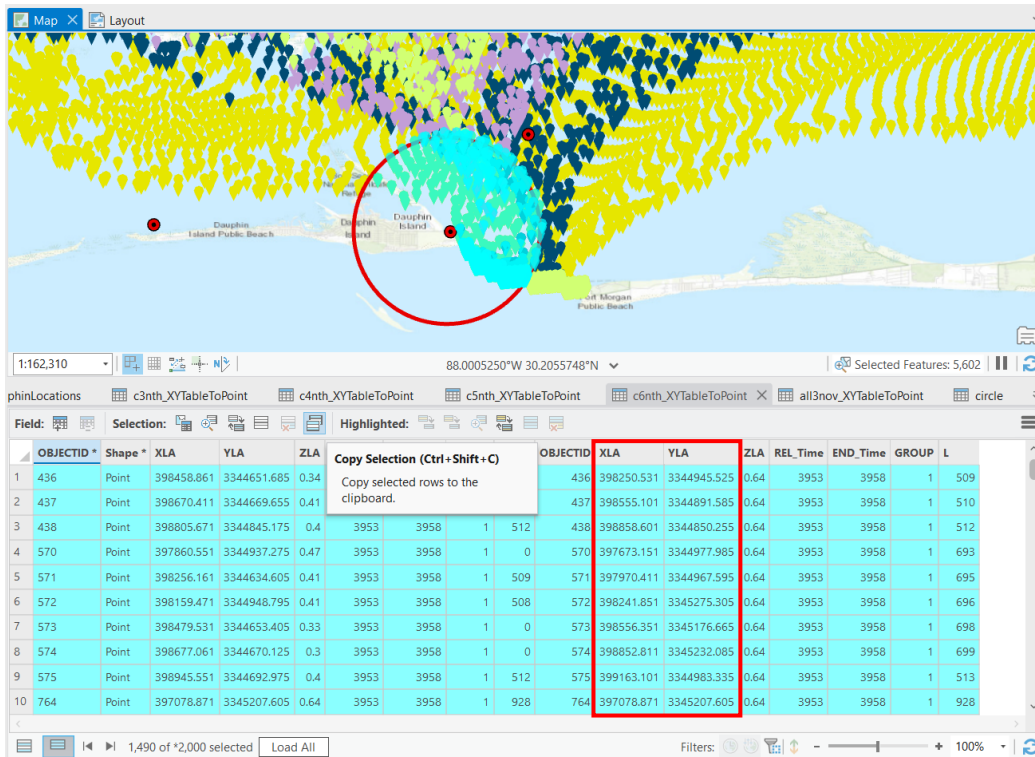 Map Layout
Dauphin
Island Public Beach
Dauphin
Island
Dauphin
Island
Refuge
Fort Morgan
Public Beach
1:162,310 88.0005250°W 30.2055748°N Selected Features: 5,602
phinLocations c3nth_XYTableToPoint c4nth_XYTableToPoint c5nth_XYTableToPoint c6nth_XYTableToPoint all3nov_XYTableToPoint circle
Field: Selection: Highlighted:
OBJECTID * Shape * XLA YLA ZLA OBJECTID XLA YLA ZLA REL_Time END_Time GROUP L
Copy Selection (Ctrl+Shift+C)
Copy selected rows to the
clipboard.
1 436 Point 398458.861 3344651.685 0.34 436 398250.531 3344945.525 0.64 3953 3958 1 509
2 437 Point 398670.411 3344669.655 0.41 437 398555.101 3344891.585 0.64 3953 3958 1 510
3 438 Point 398805.671 3344845.175 0.4 3953 3958 1 512 438 398858.601 3344850.255 0.64 3953 3958 1 512
4 570 Point 397860.551 3344937.275 0.47 3953 3958 1 0 570 397673.151 3344977.985 0.64 3953 3958 1 693
5 571 Point 398256.161 3344634.605 0.41 3953 3958 1 509 571 397970.411 3344967.595 0.64 3953 3958 1 695
6 572 Point 398159.471 3344948.795 0.41 3953 3958 1 508 572 398241.851 3345275.305 0.64 3953 3958 1 696
7 573 Point 398479.531 3344653.405 0.33 3953 3958 1 0 573 398556.351 3345176.665 0.64 3953 3958 1 698
8 574 Point 398677.061 3344670.125 0.3 3953 3958 1 0 574 398852.811 3345232.085 0.64 3953 3958 1 699
9 575 Point 398945.551 3344692.975 0.4 3953 3958 1 512 575 399163.101 3344983.335 0.64 3953 3958 1 513
10 764 Point 397078.871 3345207.605 0.64 3953 3958 1 928 764 397078.871 3345207.605 0.64 3953 3958 1 928
1,490 of *2,000 selected Load All Filters: - + 100%